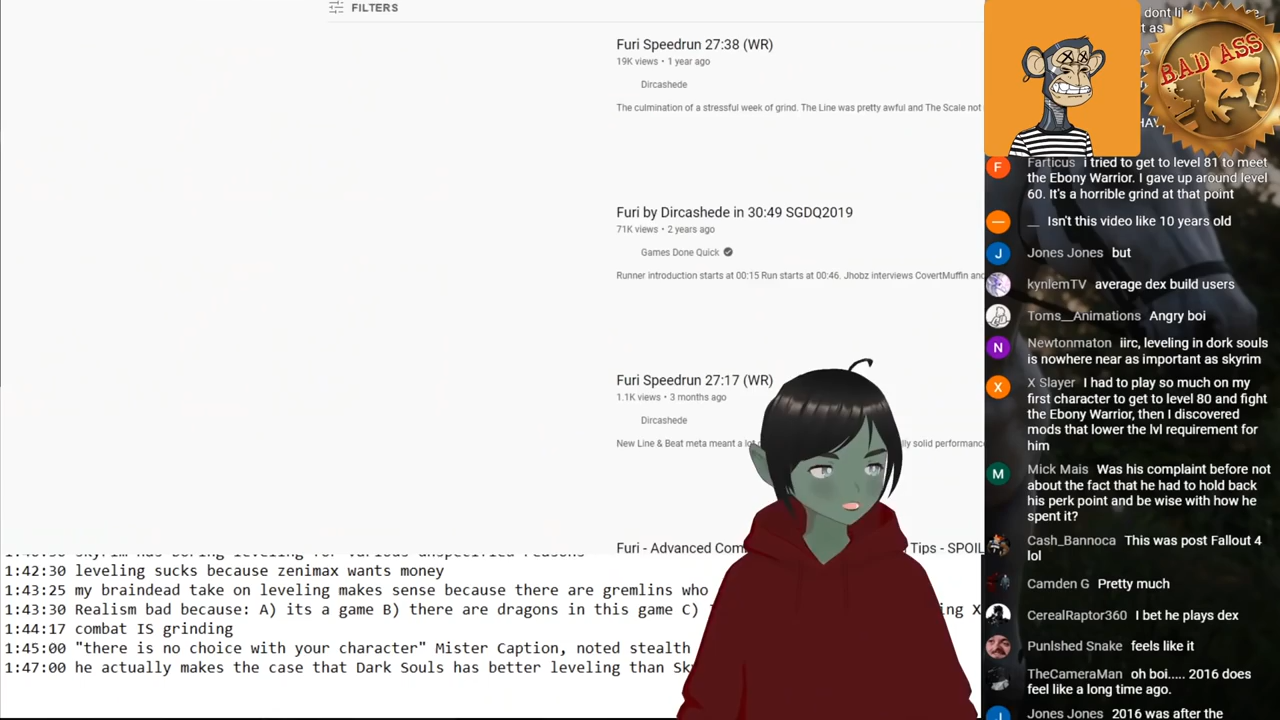 FILTERS
Furi Speedrun 27:38 (WR)
19K views • 1 year ago
Dircashede
The culmination of a stressful week of grind. The Line was pretty awful and The Scale not
Furi by Dircashede in 30:49 SGDQ2019
71K views • 2 years ago
Games Done Quick
Runner introduction starts at 00:15 Run starts at 00:46. Jhobz interviews CovertMuffin and
Furi Speedrun 27:17 (WR)
1.1K views • 3 months ago
Dircashede
New Line & Beat meta meant a lot
lly solid performance
Furi - Advanced Com
Tips - SPOIL
1:42:30 leveling sucks because zenimax wants money
1:43:25 my braindead take on leveling makes sense because there are gremlins who
1:43:30 Realism bad because: A) its a game B) there are dragons in this game C)
ing X
1:44:17 combat IS grinding
1:45:00 "there is no choice with your character" Mister Caption, noted stealth
1:47:00 he actually makes the case that Dark Souls has better leveling than Sk
BAD ASS
dont li
t as
Farticus i tried to get to level 81 to meet
the Ebony Warrior. I gave up around level
60. It's a horrible grind at that point
__ Isn't this video like 10 years old
Jones Jones but
kynlemTV average dex build users
Toms__Animations Angry boi
Newtonmaton iirc, leveling in dork souls
is nowhere near as important as skyrim
X Slayer I had to play so much on my
first character to get to level 80 and fight
the Ebony Warrior, then I discovered
mods that lower the lvl requirement for
him
Mick Mais Was his complaint before not
about the fact that he had to hold back
his perk point and be wise with how he
spent it?
Cash_Bannoca This was post Fallout 4
lol
Camden G Pretty much
CerealRaptor360 I bet he plays dex
Punlshed Snake feels like it
TheCameraMan oh boi..... 2016 does
feel like a long time ago.
Jones Jones 2016 was after the